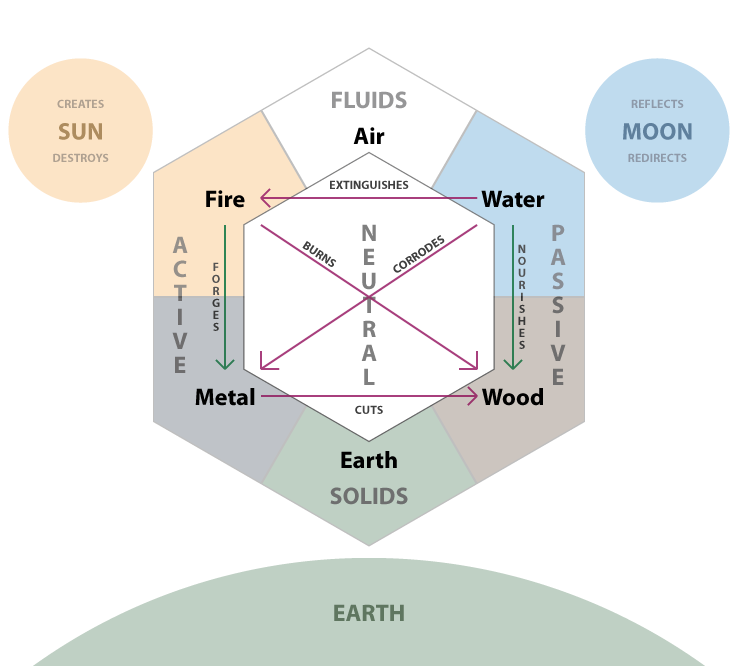 FLUIDS
Air
CREATES
SUN
DESTROYS
REFLECTS
MOON
REDIRECTS
Fire
EXTINGUISHES
Water
ACTIVE
FORGES
BURNS
NEUTRAL
CORRODES
NOURISHES
PASSIVE
Metal
CUTS
Wood
Earth
SOLIDS
EARTH